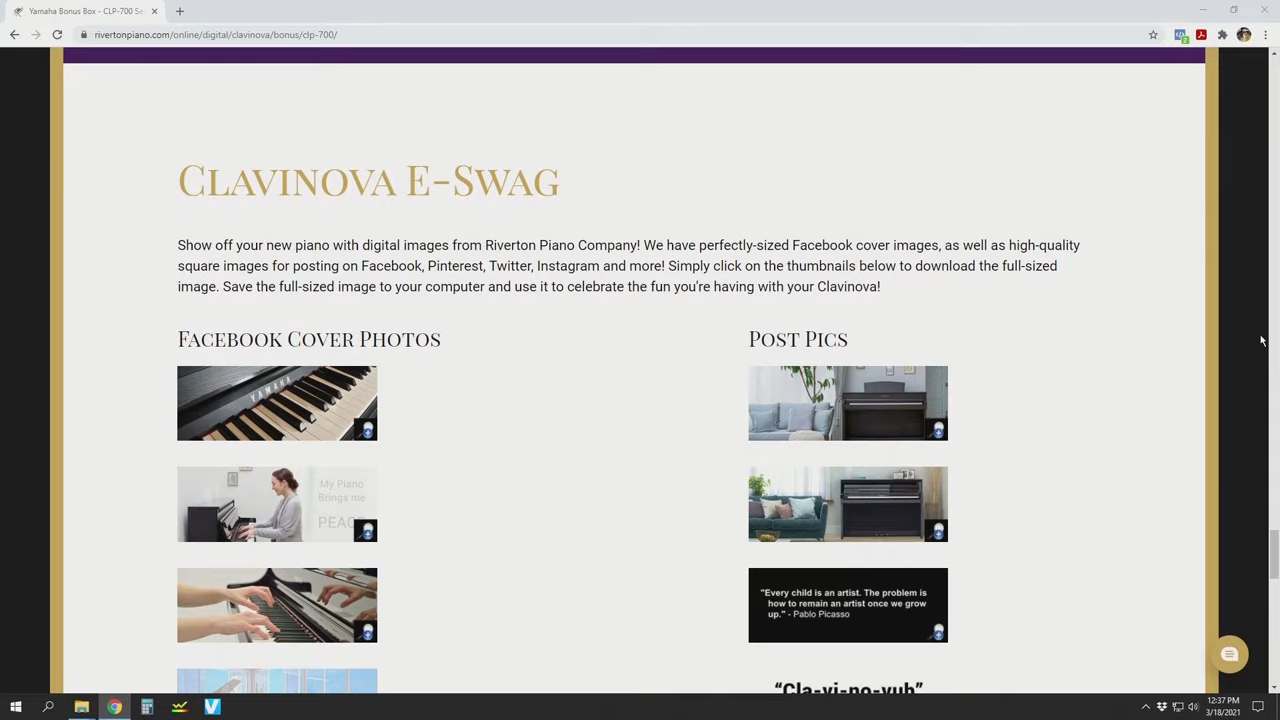 Yamaha Bonus Box - CLP-700 Se
rivertonpiano.com/online/digital/clavinova/bonus/clp-700/
Clavinova E-Swag
Show off your new piano with digital images from Riverton Piano Company! We have perfectly-sized Facebook cover images, as well as high-quality
square images for posting on Facebook, Pinterest, Twitter, Instagram and more! Simply click on the thumbnails below to download the full-sized
image. Save the full-sized image to your computer and use it to celebrate the fun you're having with your Clavinova!
Facebook Cover Photos
YAMAHA
My Piano
Brings me
PEACE
Post Pics
"Every child is an artist. The problem is
how to remain an artist once we grow
up." - Pablo Picasso
“Cla-vi-no-vuh”
12:37 PM
3/18/2021